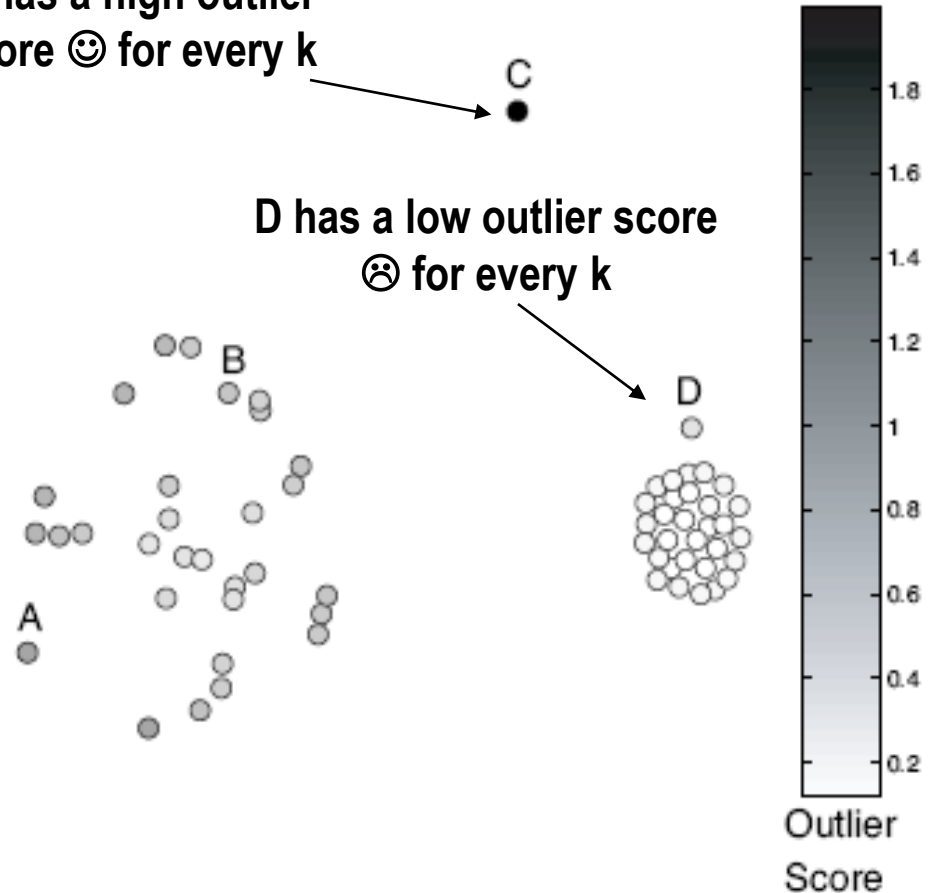 has a high outlier
ore ☺ for every k
C
D has a low outlier score
☹ for every k
B
D
A
1.8
1.6
1.4
1.2
1
0.8
0.6
0.4
0.2
Outlier
Score